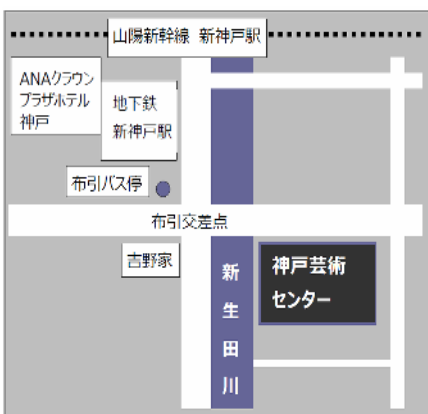 山陽新幹線 新神戸駅
ANAクラウン
プラザホテル
神戸
地下鉄
新神戸駅
布引バス停
布引交差点
吉野家
新生田川
神戸芸術
センター